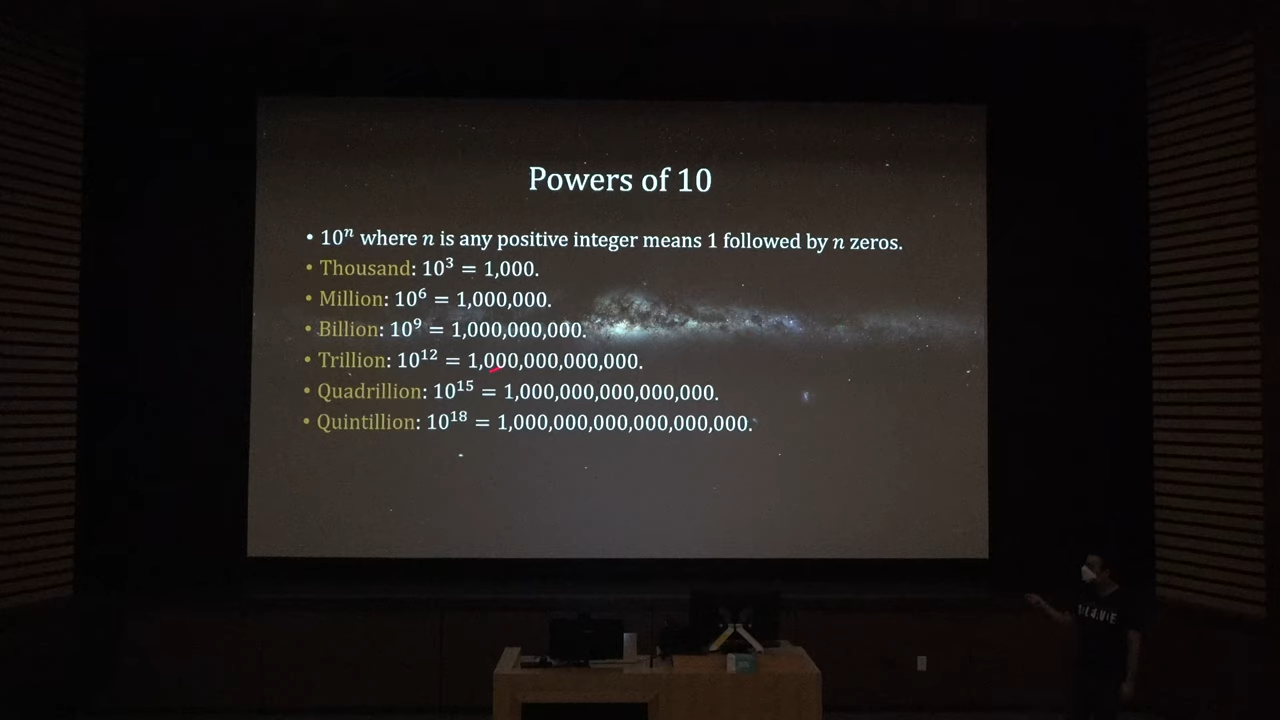 Powers of 10
• 10ⁿ where n is any positive integer means 1 followed by n zeros.
• Thousand: 10³ = 1,000.
• Million: 10⁶ = 1,000,000.
• Billion: 10⁹ = 1,000,000,000.
• Trillion: 10¹² = 1,000,000,000,000.
• Quadrillion: 10¹⁵ = 1,000,000,000,000,000.
• Quintillion: 10¹⁸ = 1,000,000,000,000,000,000.